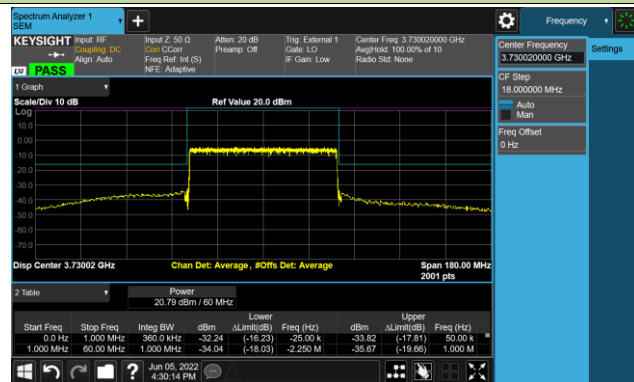 Spectrum Analyzer 1
SEM
Frequency
KEYSIGHT
Input: RF
Coupling: DC
Align: Auto
Input Z: 50 Ω
Corr CCorr
Freq Ref: Int (S)
NFE: Adaptive
Atten: 20 dB
Preamp: Off
Trig: External 1
Gate: LO
IF Gain: Low
Center Freq: 3.730020000 GHz
Avg|Hold: 100.00% of 10
Radio Std: None
LXI PASS
Center Frequency
3.730020000 GHz
Settings
CF Step
18.000000 MHz
Auto
Man
Freq Offset
0 Hz
1 Graph
Scale/Div 10 dB
Ref Value 20.0 dBm
Log
10.0
0.00
-10.0
-20.0
-30.0
-40.0
-50.0
-60.0
-70.0
Disp Center 3.73002 GHz
Chan Det: Average , #Offs Det: Average
Span 180.00 MHz
2001 pts
2 Table
Power
20.79 dBm / 60 MHz
Lower Upper
Start Freq Stop Freq Integ BW dBm ΔLimit(dB) Freq (Hz) dBm ΔLimit(dB) Freq (Hz)
0.0 Hz 1.000 MHz 360.0 kHz -32.24 (-16.23) -25.00 k -33.82 (-17.81) 50.00 k
1.000 MHz 60.00 MHz 1.000 MHz -34.04 (-18.03) -2.250 M -35.67 (-19.66) 1.000 M
Jun 05, 2022
4:30:14 PM